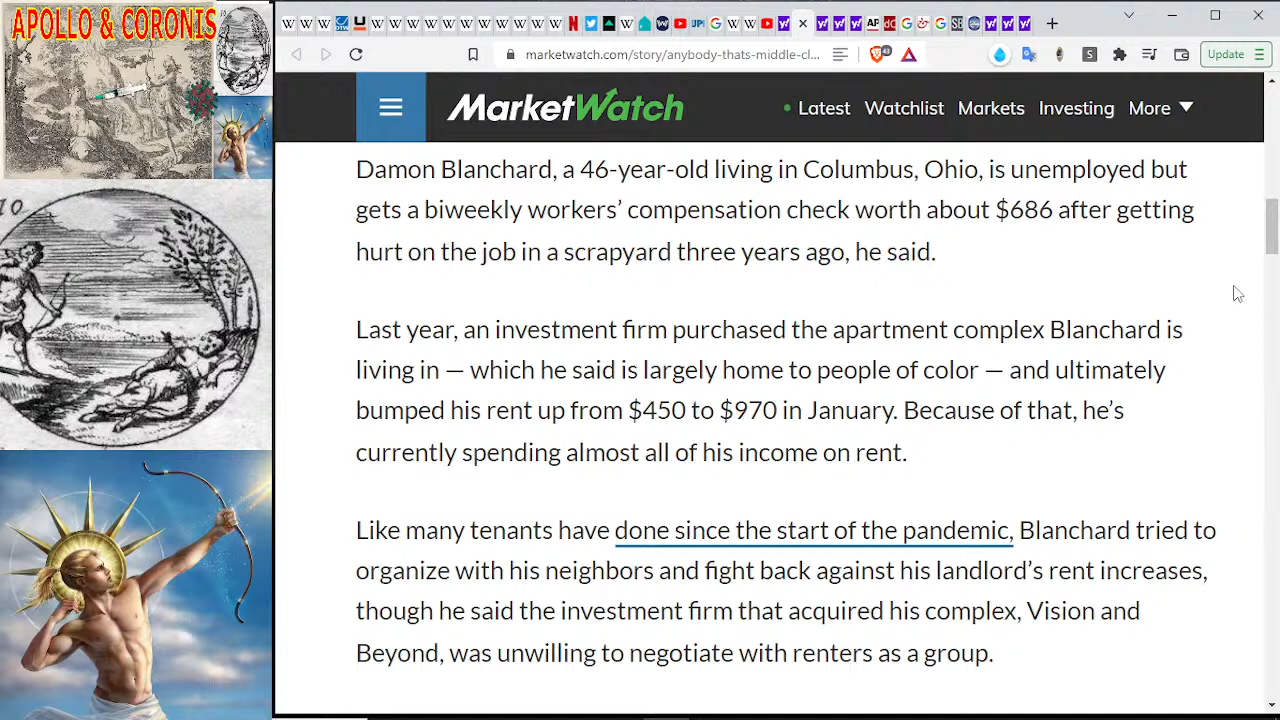 APOLLO & CORONIS
10
marketwatch.com/story/anybody-thats-middle-cl...
Update
MarketWatch
Latest Watchlist Markets Investing More
Damon Blanchard, a 46-year-old living in Columbus, Ohio, is unemployed but
gets a biweekly workers’ compensation check worth about $686 after getting
hurt on the job in a scrapyard three years ago, he said.
Last year, an investment firm purchased the apartment complex Blanchard is
living in — which he said is largely home to people of color — and ultimately
bumped his rent up from $450 to $970 in January. Because of that, he’s
currently spending almost all of his income on rent.
Like many tenants have done since the start of the pandemic, Blanchard tried to
organize with his neighbors and fight back against his landlord’s rent increases,
though he said the investment firm that acquired his complex, Vision and
Beyond, was unwilling to negotiate with renters as a group.